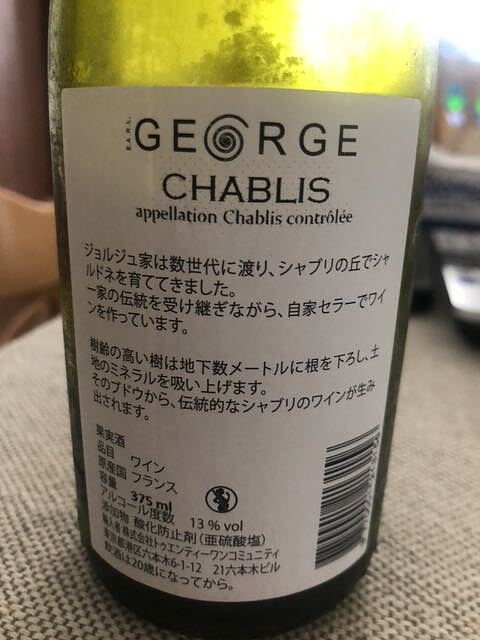 E.A.R.L.
GEORGE
CHABLIS
appellation Chablis contrôlée
ジョルジュ家は数世代に渡り、シャブリの丘でシャ
ルドネを育ててきました。
一家の伝統を受け継ぎながら、自家セラーでワイ
ンを作っています。
樹齢の高い樹は地下数メートルに根を下ろし、土
地のミネラルを吸い上げます。
そのブドウから、伝統的なシャブリのワインが生み
出されます。
果実酒
品目 ワイン
原産国 フランス
容量 375 ml
アルコール度数 13 % vol
添加物 酸化防止剤（亜硫酸塩）
輸入者 株式会社トゥエンティーワンコミュニティ
東京都港区六本木6-1-12 21六本木ビル
飲酒は20歳になってから。